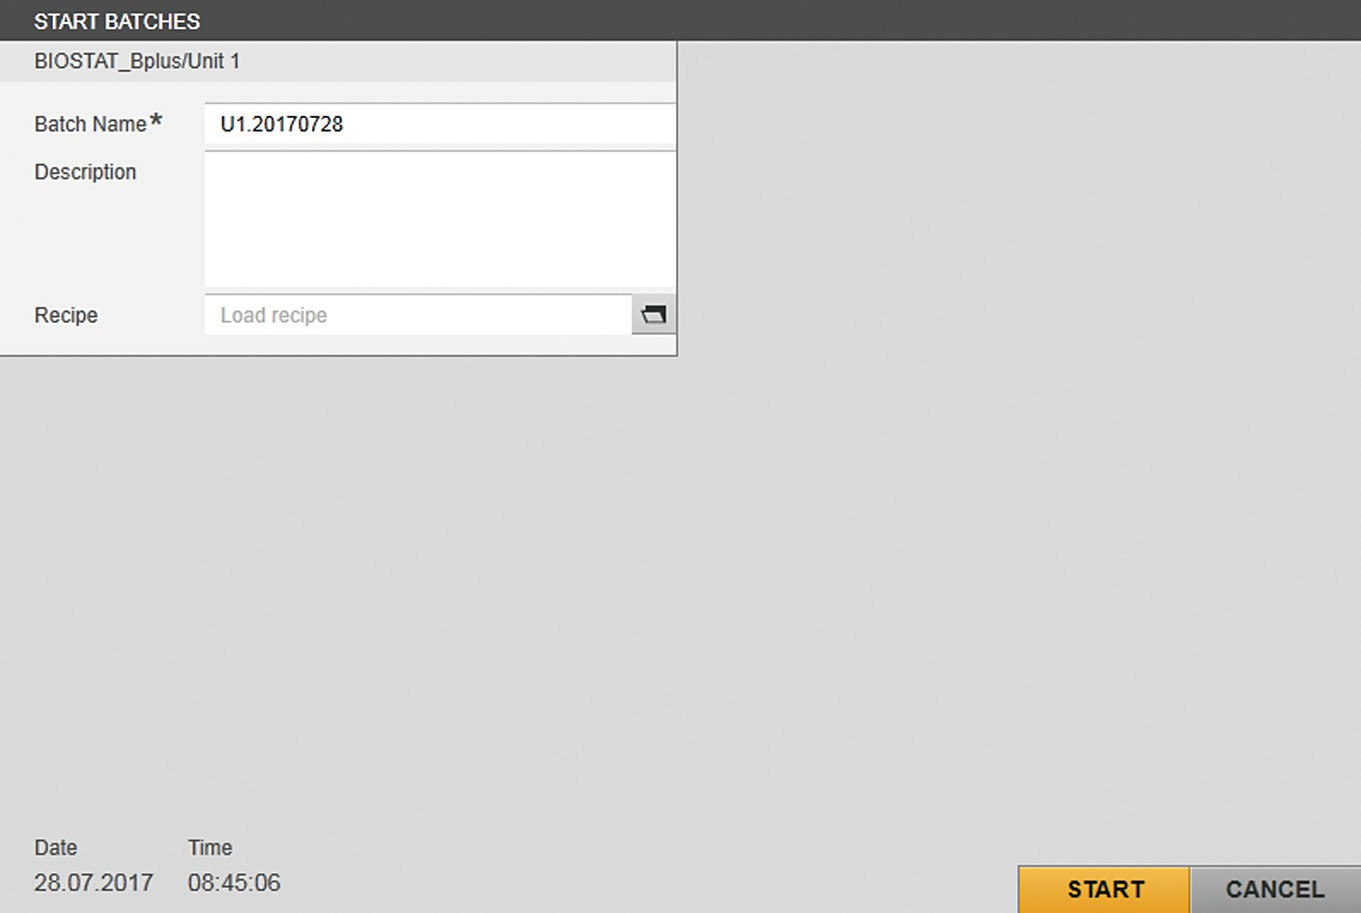 START BATCHES
BIOSTAT_Bplus/Unit 1
Batch Name* U1.20170728
Description
Recipe Load recipe
Date Time
28.07.2017 08:45:06
START CANCEL